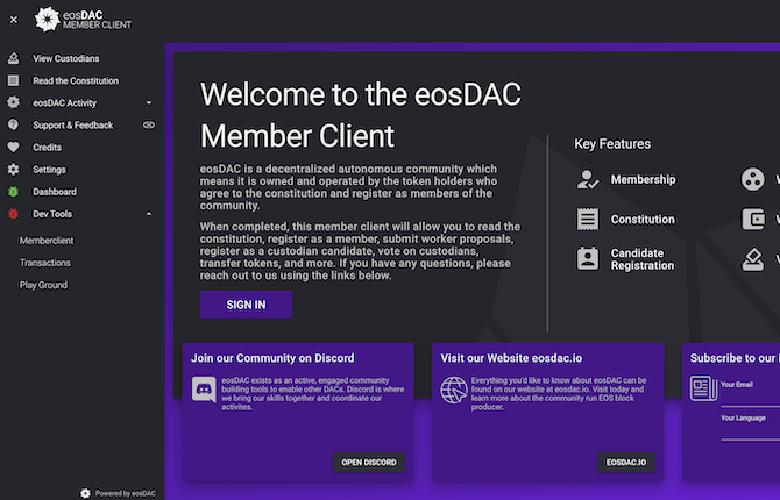 eosDAC
MEMBER CLIENT
View Custodians
Read the Constitution
eosDAC Activity
Support & Feedback
Credits
Settings
Dashboard
Dev Tools
Memberclient
Transactions
Play Ground
Powered by eosDAC
Welcome to the eosDAC
Member Client
eosDAC is a decentralized autonomous community which
means it is owned and operated by the token holders who
agree to the constitution and register as members of the
community.
When completed, this member client will allow you to read the
constitution, register as a member, submit worker proposals,
register as a custodian candidate, vote on custodians,
transfer tokens, and more. If you have any questions, please
reach out to us using the links below.
SIGN IN
Key Features
Membership
Constitution
Candidate
Registration
Join our Community on Discord
eosDAC exists as an active, engaged community
building tools to enable other DACs. Discord is where
we bring our skills together and coordinate our
activites.
OPEN DISCORD
Visit our Website eosdac.io
Everything you'd like to know about eosDAC can be
found on our website at eosdac.io. Visit today and
learn more about the community run EOS block
producer.
EOSDAC.IO
Subscribe to our
Your Email
Your Language